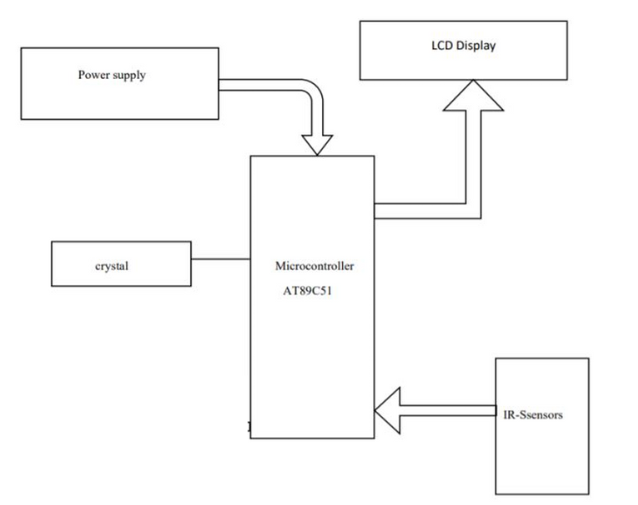 LCD Display
Power supply
crystal
Microcontroller
AT89C51
IR-Ssensors